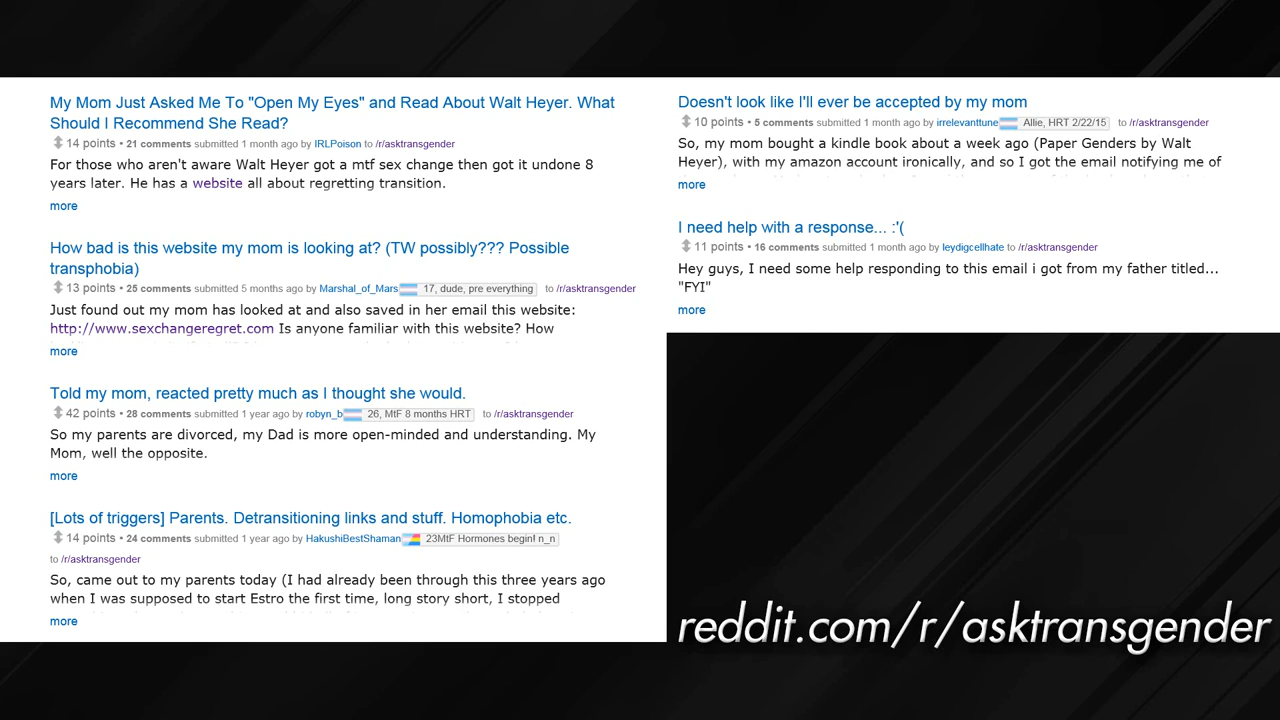 My Mom Just Asked Me To "Open My Eyes" and Read About Walt Heyer. What
Should I Recommend She Read?
14 points • 21 comments submitted 1 month ago by IRLPoison to /r/asktransgender
For those who aren't aware Walt Heyer got a mtf sex change then got it undone 8
years later. He has a website all about regretting transition.
more
How bad is this website my mom is looking at? (TW possibly??? Possible
transphobia)
13 points • 25 comments submitted 5 months ago by Marshal_of_Mars 17, dude, pre everything to /r/asktransgender
Just found out my mom has looked at and also saved in her email this website:
http://www.sexchangeregret.com Is anyone familiar with this website? How
more
Told my mom, reacted pretty much as I thought she would.
42 points • 28 comments submitted 1 year ago by robyn_b 26, MtF 8 months HRT to /r/asktransgender
So my parents are divorced, my Dad is more open-minded and understanding. My
Mom, well the opposite.
more
[Lots of triggers] Parents. Detransitioning links and stuff. Homophobia etc.
14 points • 24 comments submitted 1 year ago by HakushiBestShaman 23MtF Hormones begin! n_n
to /r/asktransgender
So, came out to my parents today (I had already been through this three years ago
when I was supposed to start Estro the first time, long story short, I stopped
more
Doesn't look like I'll ever be accepted by my mom
10 points • 5 comments submitted 1 month ago by irrelevanttune Allie, HRT 2/22/15 to /r/asktransgender
So, my mom bought a kindle book about a week ago (Paper Genders by Walt
Heyer), with my amazon account ironically, and so I got the email notifying me of
more
I need help with a response... :'(
11 points • 16 comments submitted 1 month ago by leydigcellhate to /r/asktransgender
Hey guys, I need some help responding to this email i got from my father titled...
"FYI"
more
reddit.com/r/asktransgender